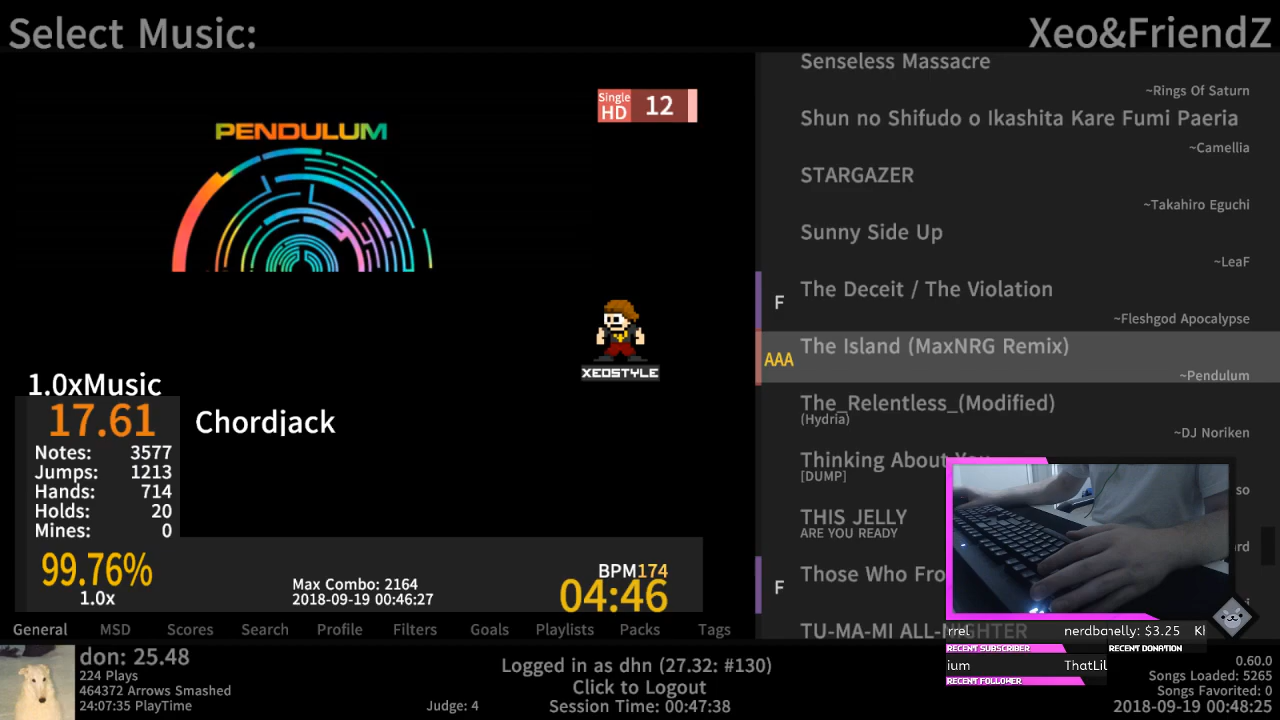 Select Music:
Xeo&FriendZ
PENDULUM
Single
HD
12
XEOSTYLE
1.0xMusic
17.61
Chordjack
Notes: 3577
Jumps: 1213
Hands: 714
Holds: 20
Mines: 0
99.76%
1.0x
Max Combo: 2164
2018-09-19 00:46:27
BPM174
04:46
Senseless Massacre
~Rings Of Saturn
Shun no Shifudo o Ikashita Kare Fumi Paeria
~Camellia
STARGAZER
~Takahiro Eguchi
Sunny Side Up
~LeaF
F
The Deceit / The Violation
~Fleshgod Apocalypse
AAA
The Island (MaxNRG Remix)
~Pendulum
The_Relentless_(Modified)
(Hydria)
~DJ Noriken
Thinking About You
[DUMP]
so
THIS JELLY
ARE YOU READY
rd
F
Those Who Fro
i
TU-MA-MI ALL-NIGHTER
General MSD Scores Search Profile Filters Goals Playlists Packs Tags
don: 25.48
224 Plays
464372 Arrows Smashed
24:07:35 PlayTime
Judge: 4
Logged in as dhn (27.32: #130)
Click to Logout
Session Time: 00:47:38
rrel
RECENT SUBSCRIBER
nerdbanelly: $3.25 Kl
RECENT DONATION
ium ThatLil
RECENT FOLLOWER
0.60.0
Songs Loaded: 5265
Songs Favorited: 0
2018-09-19 00:48:25